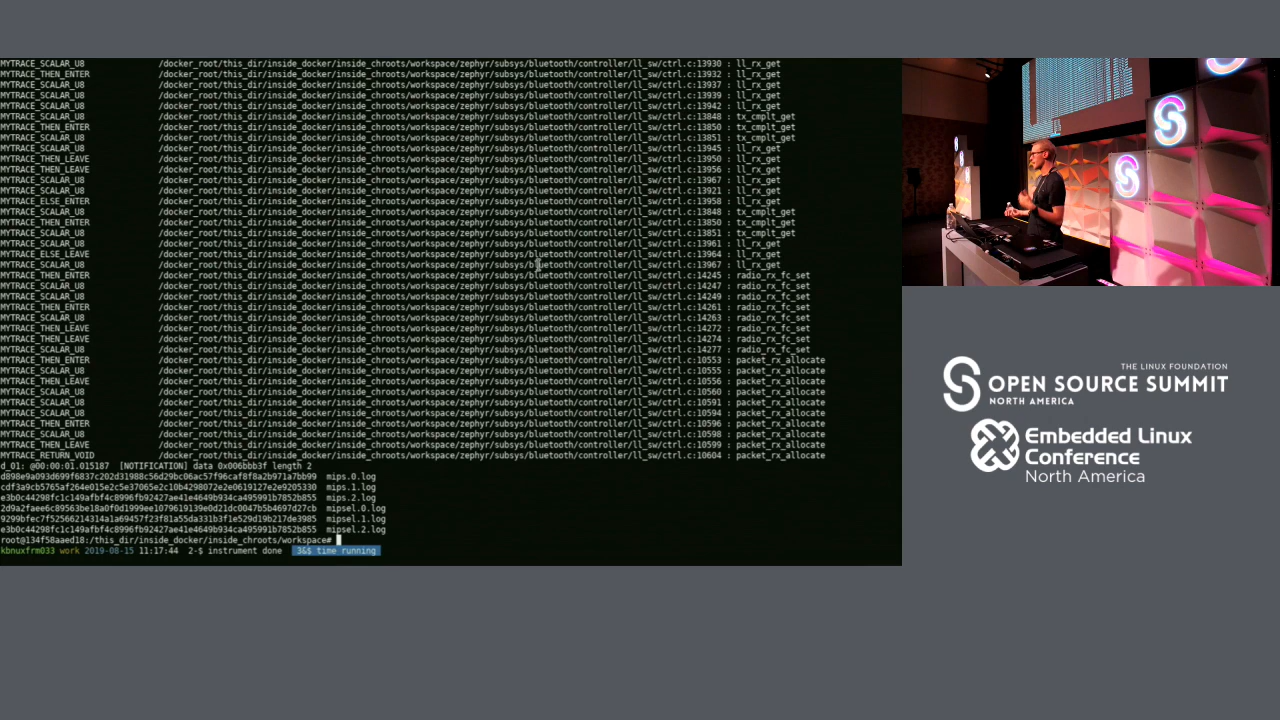 MYTRACE_SCALAR_U8 /docker_root/this_dir/inside_docker/inside_chroots/workspace/zephyr/subsys/bluetooth/controller/ll_sw/ctrl.c:13930 : ll_rx_get
MYTRACE_THEN_ENTER /docker_root/this_dir/inside_docker/inside_chroots/workspace/zephyr/subsys/bluetooth/controller/ll_sw/ctrl.c:13932 : ll_rx_get
MYTRACE_SCALAR_U8 /docker_root/this_dir/inside_docker/inside_chroots/workspace/zephyr/subsys/bluetooth/controller/ll_sw/ctrl.c:13937 : ll_rx_get
MYTRACE_SCALAR_U8 /docker_root/this_dir/inside_docker/inside_chroots/workspace/zephyr/subsys/bluetooth/controller/ll_sw/ctrl.c:13939 : ll_rx_get
MYTRACE_SCALAR_U8 /docker_root/this_dir/inside_docker/inside_chroots/workspace/zephyr/subsys/bluetooth/controller/ll_sw/ctrl.c:13942 : ll_rx_get
MYTRACE_SCALAR_U8 /docker_root/this_dir/inside_docker/inside_chroots/workspace/zephyr/subsys/bluetooth/controller/ll_sw/ctrl.c:13848 : tx_cmplt_get
MYTRACE_THEN_ENTER /docker_root/this_dir/inside_docker/inside_chroots/workspace/zephyr/subsys/bluetooth/controller/ll_sw/ctrl.c:13850 : tx_cmplt_get
MYTRACE_SCALAR_U8 /docker_root/this_dir/inside_docker/inside_chroots/workspace/zephyr/subsys/bluetooth/controller/ll_sw/ctrl.c:13851 : tx_cmplt_get
MYTRACE_SCALAR_U8 /docker_root/this_dir/inside_docker/inside_chroots/workspace/zephyr/subsys/bluetooth/controller/ll_sw/ctrl.c:13945 : ll_rx_get
MYTRACE_THEN_LEAVE /docker_root/this_dir/inside_docker/inside_chroots/workspace/zephyr/subsys/bluetooth/controller/ll_sw/ctrl.c:13950 : ll_rx_get
MYTRACE_THEN_LEAVE /docker_root/this_dir/inside_docker/inside_chroots/workspace/zephyr/subsys/bluetooth/controller/ll_sw/ctrl.c:13956 : ll_rx_get
MYTRACE_SCALAR_U8 /docker_root/this_dir/inside_docker/inside_chroots/workspace/zephyr/subsys/bluetooth/controller/ll_sw/ctrl.c:13967 : ll_rx_get
MYTRACE_SCALAR_U8 /docker_root/this_dir/inside_docker/inside_chroots/workspace/zephyr/subsys/bluetooth/controller/ll_sw/ctrl.c:13921 : ll_rx_get
MYTRACE_ELSE_ENTER /docker_root/this_dir/inside_docker/inside_chroots/workspace/zephyr/subsys/bluetooth/controller/ll_sw/ctrl.c:13958 : ll_rx_get
MYTRACE_SCALAR_U8 /docker_root/this_dir/inside_docker/inside_chroots/workspace/zephyr/subsys/bluetooth/controller/ll_sw/ctrl.c:13848 : tx_cmplt_get
MYTRACE_THEN_ENTER /docker_root/this_dir/inside_docker/inside_chroots/workspace/zephyr/subsys/bluetooth/controller/ll_sw/ctrl.c:13850 : tx_cmplt_get
MYTRACE_SCALAR_U8 /docker_root/this_dir/inside_docker/inside_chroots/workspace/zephyr/subsys/bluetooth/controller/ll_sw/ctrl.c:13851 : tx_cmplt_get
MYTRACE_SCALAR_U8 /docker_root/this_dir/inside_docker/inside_chroots/workspace/zephyr/subsys/bluetooth/controller/ll_sw/ctrl.c:13961 : ll_rx_get
MYTRACE_ELSE_LEAVE /docker_root/this_dir/inside_docker/inside_chroots/workspace/zephyr/subsys/bluetooth/controller/ll_sw/ctrl.c:13964 : ll_rx_get
MYTRACE_SCALAR_U8 /docker_root/this_dir/inside_docker/inside_chroots/workspace/zephyr/subsys/bluetooth/controller/ll_sw/ctrl.c:13967 : ll_rx_get
MYTRACE_THEN_ENTER /docker_root/this_dir/inside_docker/inside_chroots/workspace/zephyr/subsys/bluetooth/controller/ll_sw/ctrl.c:14245 : radio_rx_fc_set
MYTRACE_SCALAR_U8 /docker_root/this_dir/inside_docker/inside_chroots/workspace/zephyr/subsys/bluetooth/controller/ll_sw/ctrl.c:14247 : radio_rx_fc_set
MYTRACE_SCALAR_U8 /docker_root/this_dir/inside_docker/inside_chroots/workspace/zephyr/subsys/bluetooth/controller/ll_sw/ctrl.c:14249 : radio_rx_fc_set
MYTRACE_THEN_ENTER /docker_root/this_dir/inside_docker/inside_chroots/workspace/zephyr/subsys/bluetooth/controller/ll_sw/ctrl.c:14261 : radio_rx_fc_set
MYTRACE_SCALAR_U8 /docker_root/this_dir/inside_docker/inside_chroots/workspace/zephyr/subsys/bluetooth/controller/ll_sw/ctrl.c:14263 : radio_rx_fc_set
MYTRACE_THEN_LEAVE /docker_root/this_dir/inside_docker/inside_chroots/workspace/zephyr/subsys/bluetooth/controller/ll_sw/ctrl.c:14272 : radio_rx_fc_set
MYTRACE_THEN_LEAVE /docker_root/this_dir/inside_docker/inside_chroots/workspace/zephyr/subsys/bluetooth/controller/ll_sw/ctrl.c:14274 : radio_rx_fc_set
MYTRACE_SCALAR_U8 /docker_root/this_dir/inside_docker/inside_chroots/workspace/zephyr/subsys/bluetooth/controller/ll_sw/ctrl.c:14277 : radio_rx_fc_set
MYTRACE_THEN_ENTER /docker_root/this_dir/inside_docker/inside_chroots/workspace/zephyr/subsys/bluetooth/controller/ll_sw/ctrl.c:10553 : packet_rx_allocate
MYTRACE_SCALAR_U8 /docker_root/this_dir/inside_docker/inside_chroots/workspace/zephyr/subsys/bluetooth/controller/ll_sw/ctrl.c:10555 : packet_rx_allocate
MYTRACE_THEN_LEAVE /docker_root/this_dir/inside_docker/inside_chroots/workspace/zephyr/subsys/bluetooth/controller/ll_sw/ctrl.c:10556 : packet_rx_allocate
MYTRACE_SCALAR_U8 /docker_root/this_dir/inside_docker/inside_chroots/workspace/zephyr/subsys/bluetooth/controller/ll_sw/ctrl.c:10560 : packet_rx_allocate
MYTRACE_SCALAR_U8 /docker_root/this_dir/inside_docker/inside_chroots/workspace/zephyr/subsys/bluetooth/controller/ll_sw/ctrl.c:10591 : packet_rx_allocate
MYTRACE_SCALAR_U8 /docker_root/this_dir/inside_docker/inside_chroots/workspace/zephyr/subsys/bluetooth/controller/ll_sw/ctrl.c:10594 : packet_rx_allocate
MYTRACE_THEN_ENTER /docker_root/this_dir/inside_docker/inside_chroots/workspace/zephyr/subsys/bluetooth/controller/ll_sw/ctrl.c:10596 : packet_rx_allocate
MYTRACE_SCALAR_U8 /docker_root/this_dir/inside_docker/inside_chroots/workspace/zephyr/subsys/bluetooth/controller/ll_sw/ctrl.c:10598 : packet_rx_allocate
MYTRACE_THEN_LEAVE /docker_root/this_dir/inside_docker/inside_chroots/workspace/zephyr/subsys/bluetooth/controller/ll_sw/ctrl.c:10599 : packet_rx_allocate
MYTRACE_RETURN_VOID /docker_root/this_dir/inside_docker/inside_chroots/workspace/zephyr/subsys/bluetooth/controller/ll_sw/ctrl.c:10604 : packet_rx_allocate
d_01: @00:00:01.015187 [NOTIFICATION] data 0x006bbb3f length 2
d898e9a093d699f6837c202d31988c56d29bc06ac57f96caf8f8a2b971a7bb99 mips.0.log
cdf3a9cb5765af264e015e2c5e37065e2c10b4298072e2e0619127e2e9205330 mips.1.log
e3b0c44298fc1c149afbf4c8996fb92427ae41e4649b934ca495991b7852b855 mips.2.log
2d9a2faee6c89563be18a0f0d1999ee1079619139e0d21dc0047b5b4697d27cb mipsel.0.log
9299bfec7f52566214314a1a69457f23f81a55da331b3f1e529d19b217de3985 mipsel.1.log
e3b0c44298fc1c149afbf4c8996fb92427ae41e4649b934ca495991b7852b855 mipsel.2.log
root@134f58aaed18:/this_dir/inside_docker/inside_chroots/workspace#
kbnuxfrm033 work 2019-08-15 11:17:44 2-$ instrument done 3&$ time running
THE LINUX FOUNDATION
OPEN SOURCE SUMMIT
NORTH AMERICA
Embedded Linux
Conference
North America